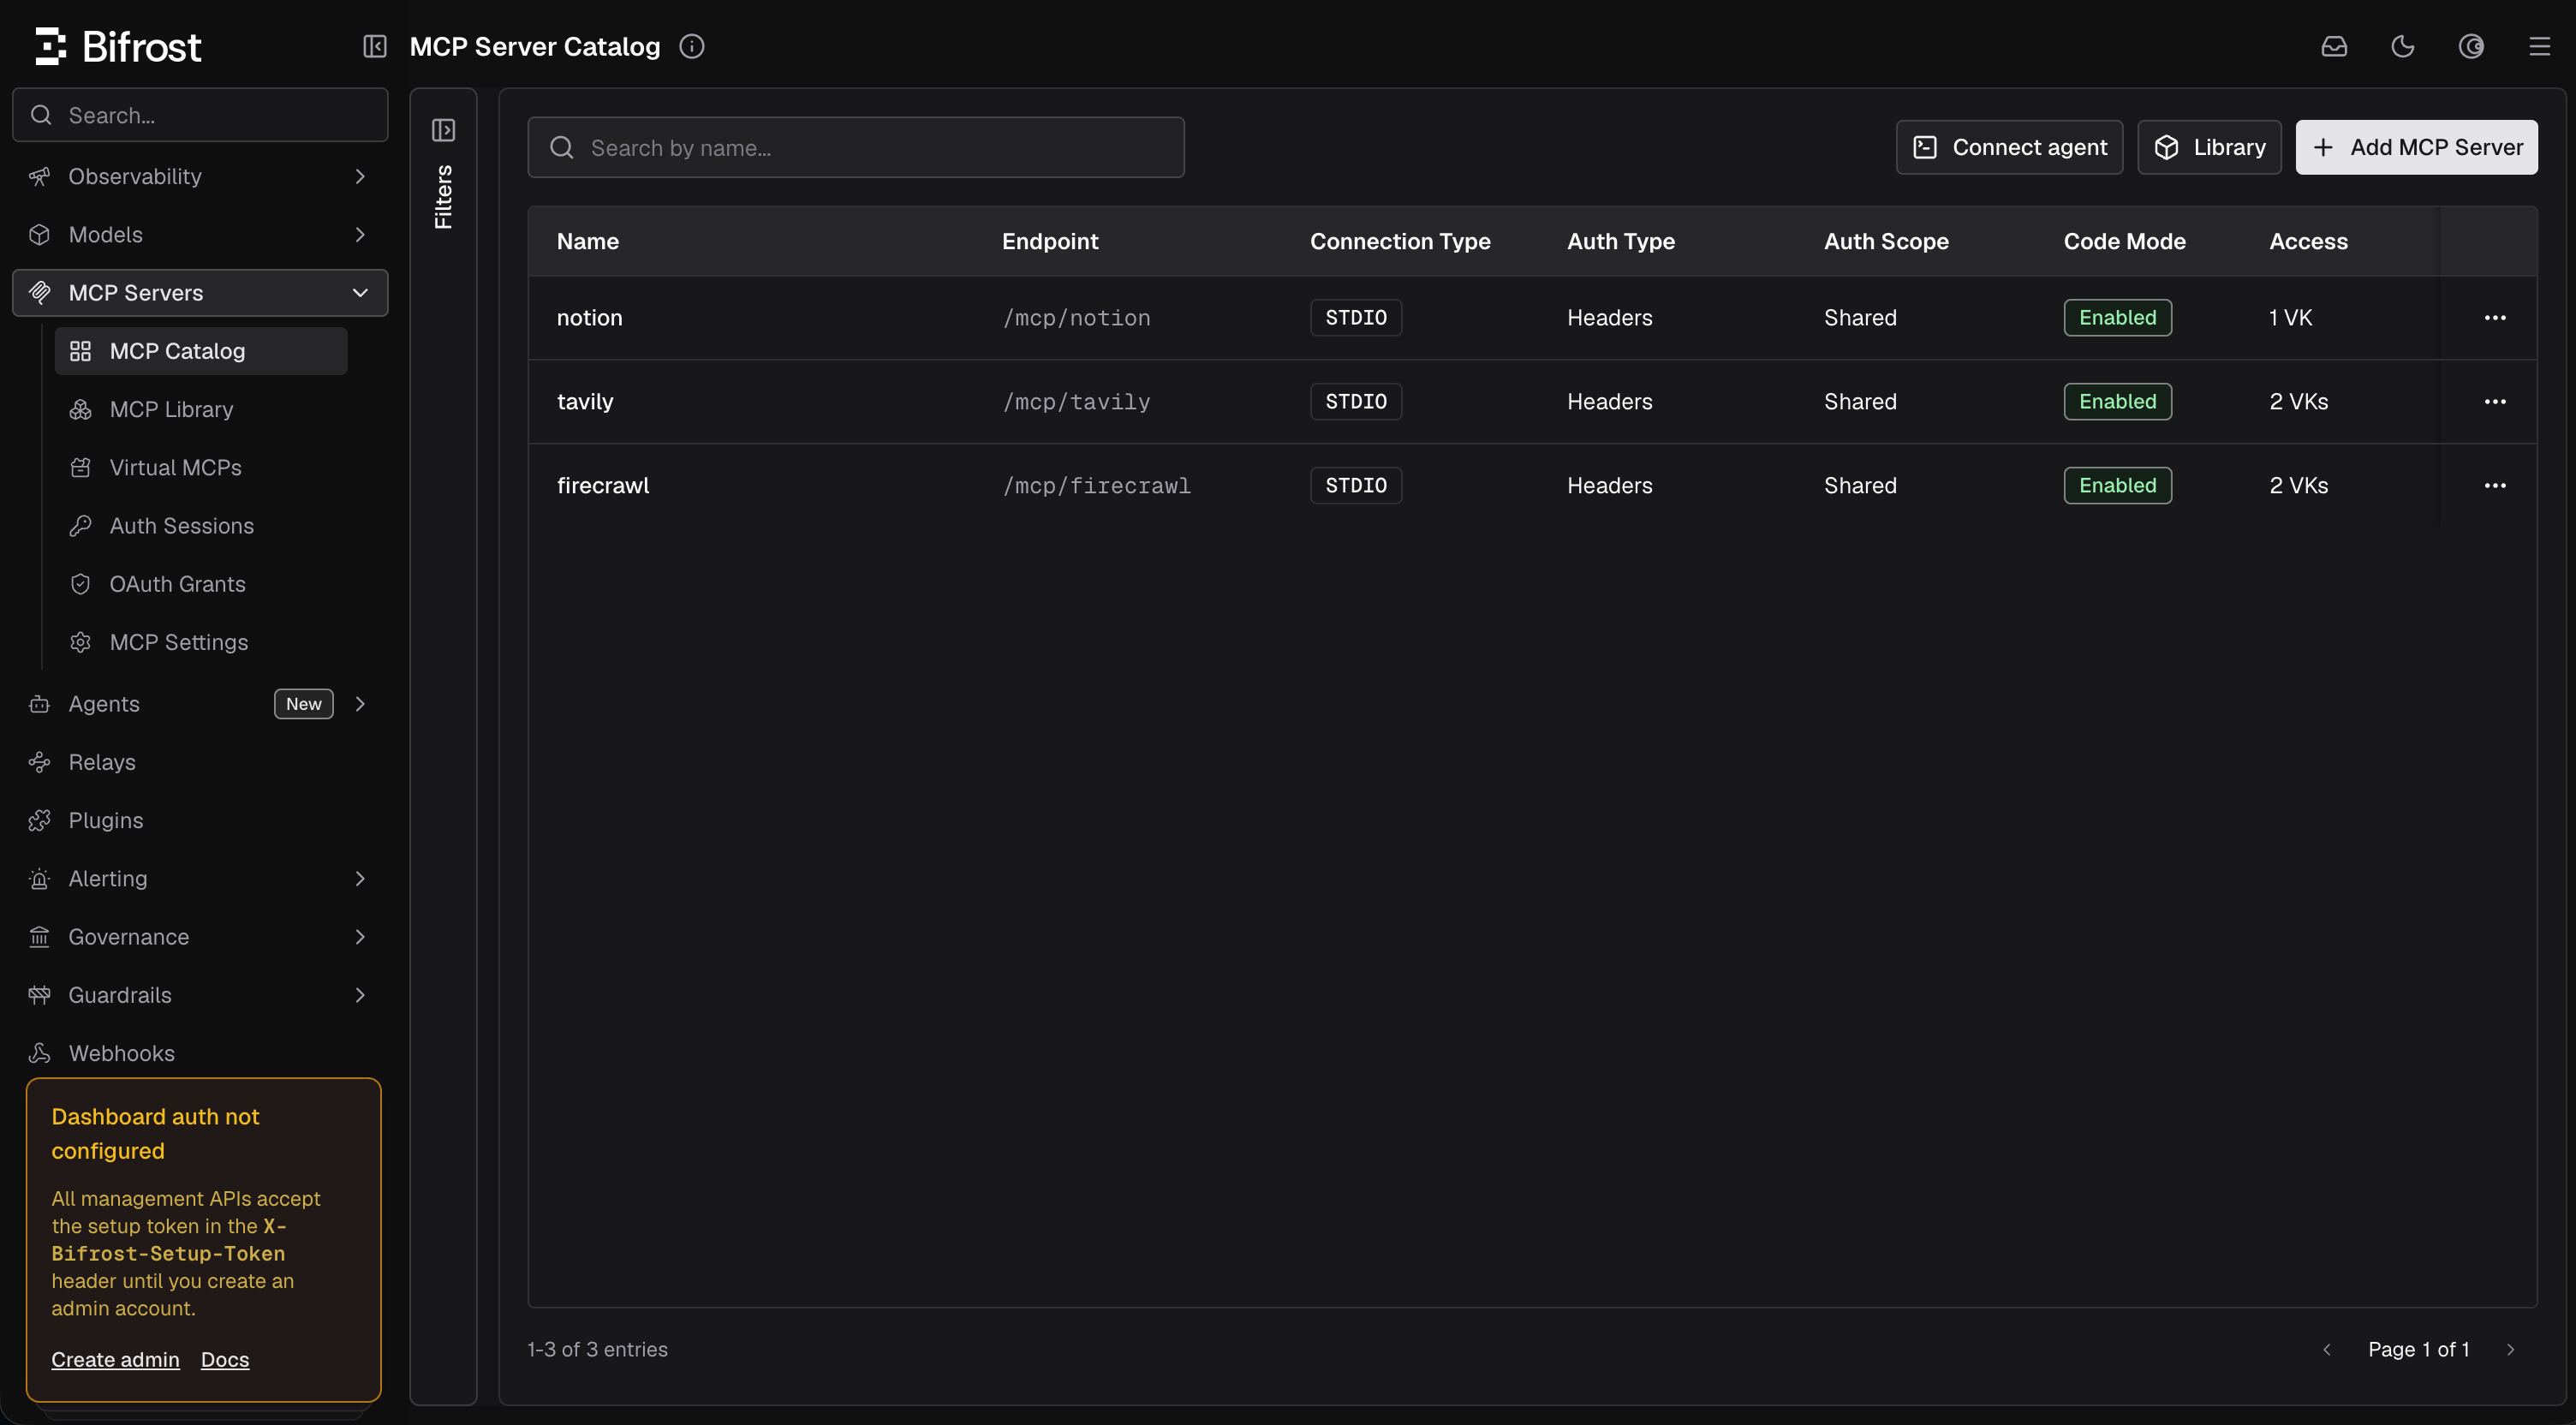 Bifrost
MCP Server Catalog
Search...
Observability
Models
MCP Servers
MCP Catalog
MCP Library
Virtual MCPs
Auth Sessions
OAuth Grants
MCP Settings
Agents New
Relays
Plugins
Alerting
Governance
Guardrails
Webhooks
Dashboard auth not
configured
All management APIs accept
the setup token in the X-
Bifrost-Setup-Token
header until you create an
admin account.
Create admin Docs
Filters
Search by name...
Connect agent
Library
Add MCP Server
Name Endpoint Connection Type Auth Type Auth Scope Code Mode Access
notion /mcp/notion STDIO Headers Shared Enabled 1 VK
tavily /mcp/tavily STDIO Headers Shared Enabled 2 VKs
firecrawl /mcp/firecrawl STDIO Headers Shared Enabled 2 VKs
1-3 of 3 entries
Page 1 of 1